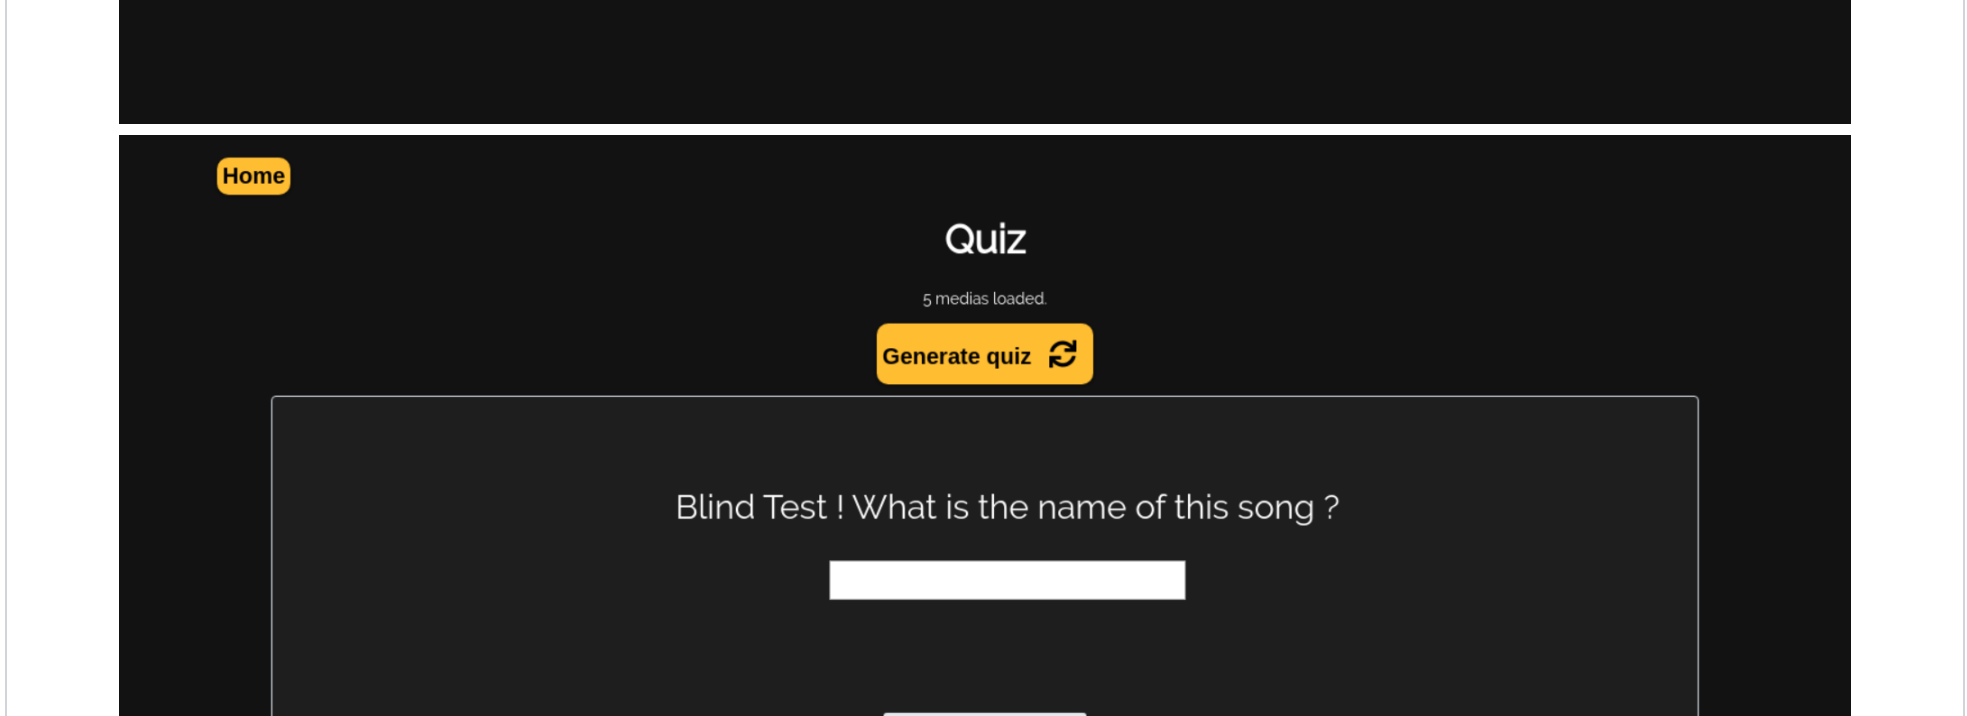 Home
Quiz
5 medias loaded.
Generate quiz
Blind Test ! What is the name of this song ?